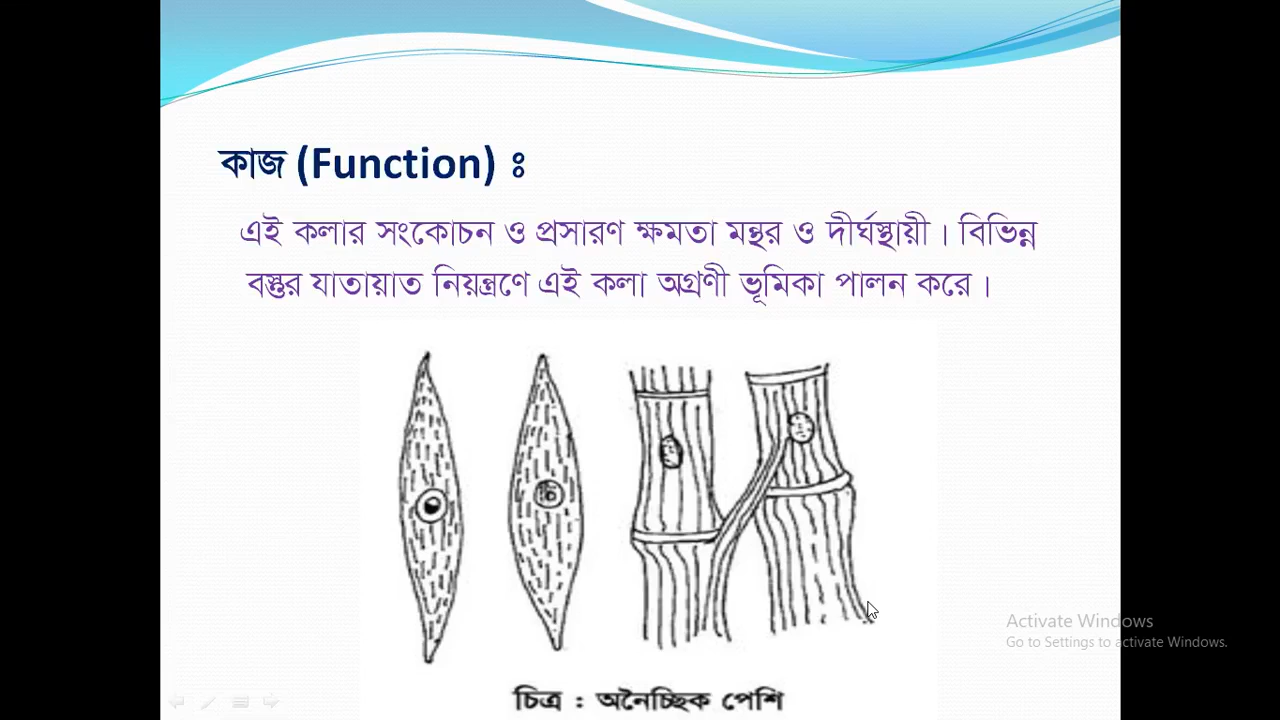 কাজ (Function) ঃ
এই কলার সংকোচন ও প্রসারণ ক্ষমতা মন্থর ও দীর্ঘস্থায়ী। বিভিন্ন
বস্তুর যাতায়াত নিয়ন্ত্রণে এই কলা অগ্রণী ভূমিকা পালন করে।
চিত্র : অনৈচ্ছিক পেশি
Activate Windows
Go to Settings to activate Windows.